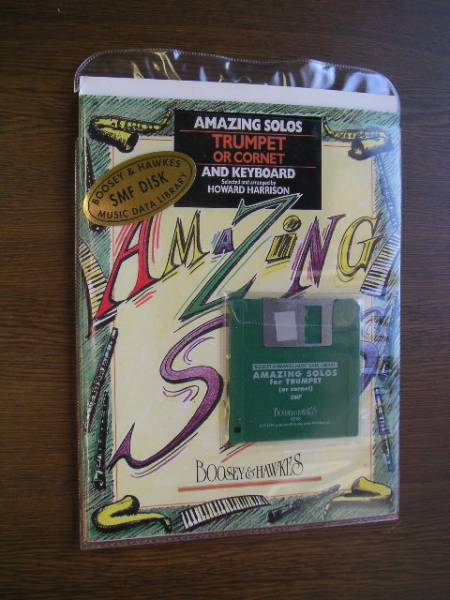 AMAZING SOLOS
TRUMPET
OR CORNET
AND KEYBOARD
Selected and arranged by
HOWARD HARRISON
BOOSEY & HAWKES
SMF DISK
MUSIC DATA LIBRARY
AMAZING
S
AMAZING SOLOS
for TRUMPET
(or cornet)
SMF
BOOSEY & HAWKES
BOOSEY & HAWKES